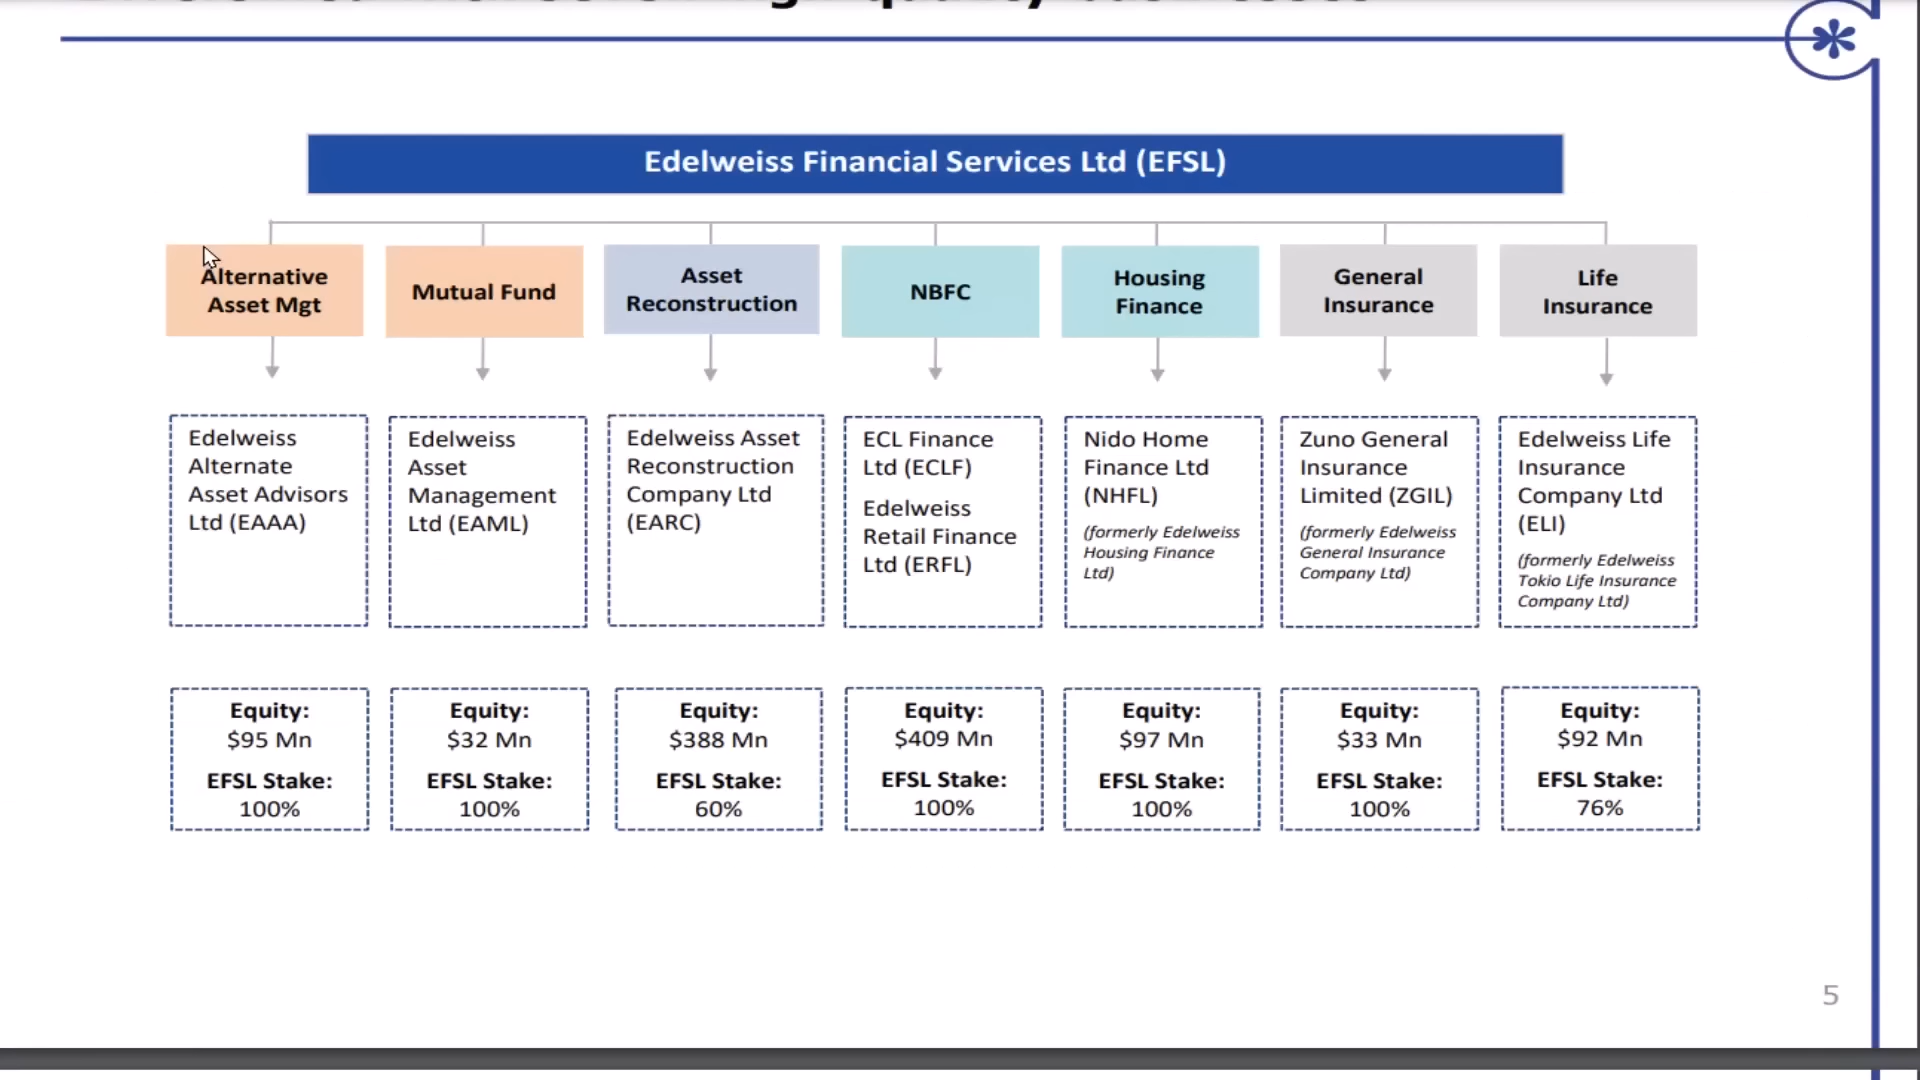 Edelweiss Financial Services Ltd (EFSL)
Alternative
Asset Mgt
Mutual Fund
Asset
Reconstruction
NBFC
Housing
Finance
General
Insurance
Life
Insurance
Edelweiss
Alternate
Asset Advisors
Ltd (EAAA)
Edelweiss
Asset
Management
Ltd (EAML)
Edelweiss Asset
Reconstruction
Company Ltd
(EARC)
ECL Finance
Ltd (ECLF)
Edelweiss
Retail Finance
Ltd (ERFL)
Nido Home
Finance Ltd
(NHFL)
(formerly Edelweiss
Housing Finance
Ltd)
Zuno General
Insurance
Limited (ZGIL)
(formerly Edelweiss
General Insurance
Company Ltd)
Edelweiss Life
Insurance
Company Ltd
(ELI)
(formerly Edelweiss
Tokio Life Insurance
Company Ltd)
Equity:
$95 Mn
EFSL Stake:
100%
Equity:
$32 Mn
EFSL Stake:
100%
Equity:
$388 Mn
EFSL Stake:
60%
Equity:
$409 Mn
EFSL Stake:
100%
Equity:
$97 Mn
EFSL Stake:
100%
Equity:
$33 Mn
EFSL Stake:
100%
Equity:
$92 Mn
EFSL Stake:
76%
5